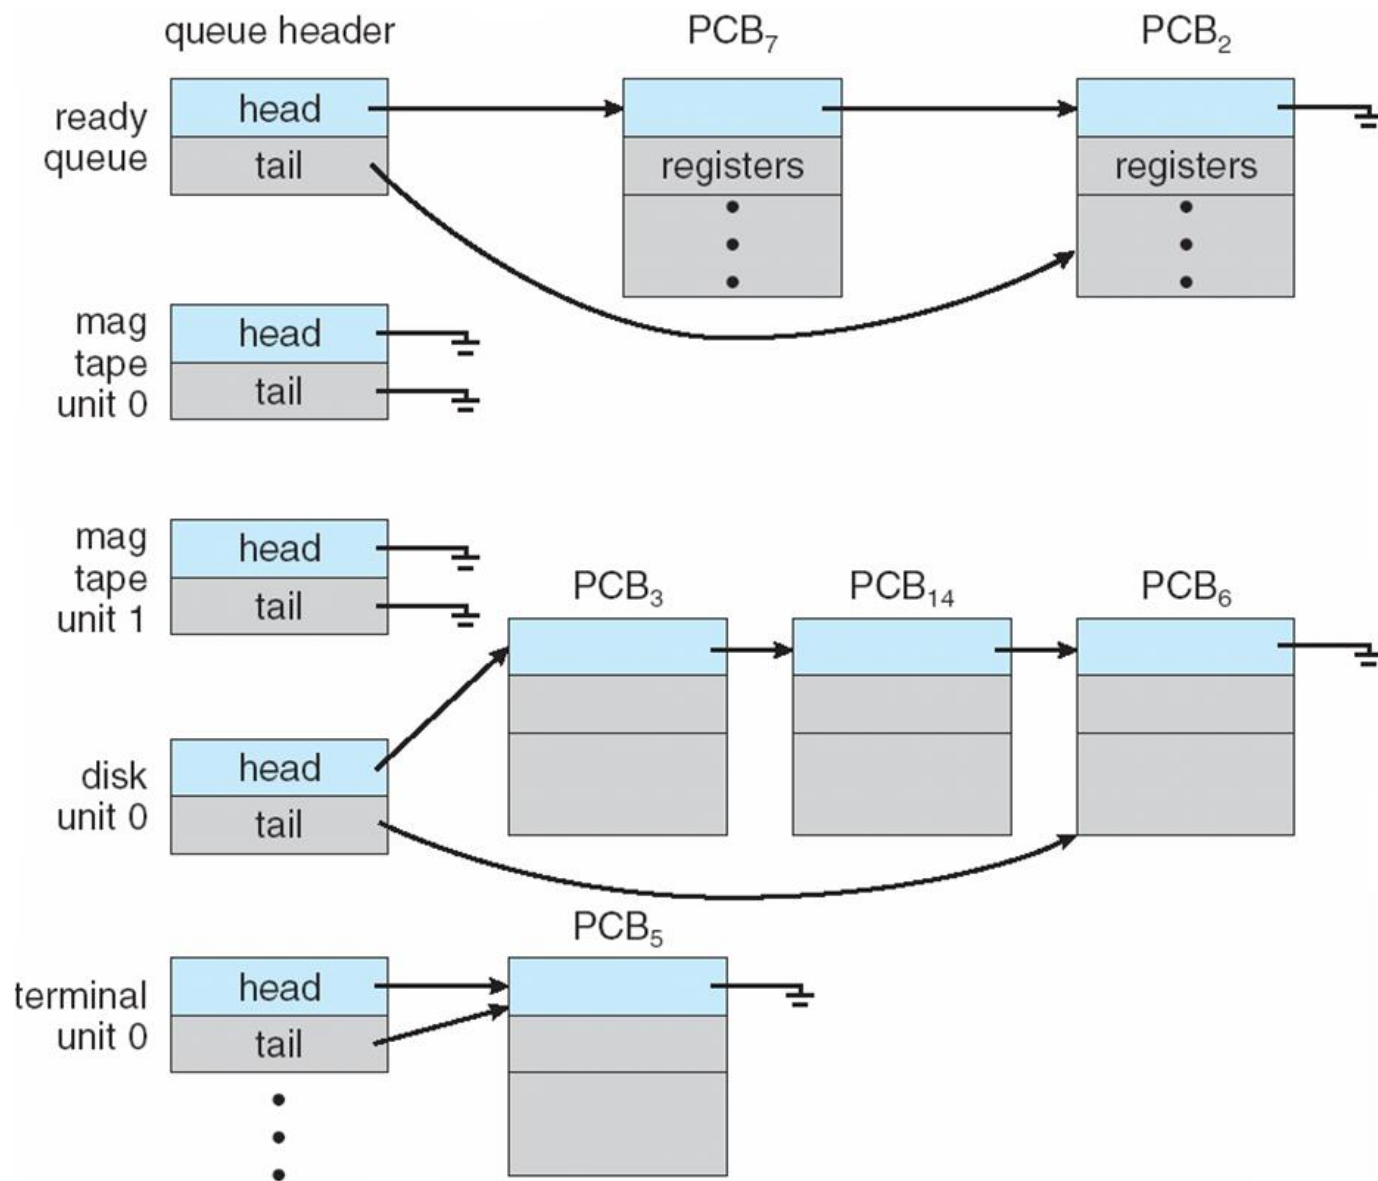 queue header
PCB7
PCB2
ready
queue
head
tail
registers
registers
mag
tape
unit 0
head
tail
mag
tape
unit 1
head
tail
PCB3
PCB14
PCB6
disk
unit 0
head
tail
PCB5
terminal
unit 0
head
tail